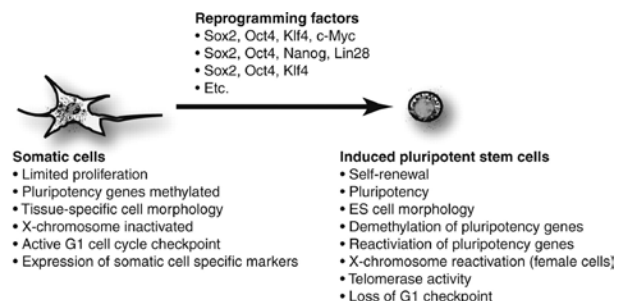 Reprogramming factors
• Sox2, Oct4, Klf4, c-Myc
• Sox2, Oct4, Nanog, Lin28
• Sox2, Oct4, Klf4
• Etc.
Somatic cells
• Limited proliferation
• Pluripotency genes methylated
• Tissue-specific cell morphology
• X-chromosome inactivated
• Active G1 cell cycle checkpoint
• Expression of somatic cell specific markers
Induced pluripotent stem cells
• Self-renewal
• Pluripotency
• ES cell morphology
• Demethylation of pluripotency genes
• Reactiviation of pluripotency genes
• X-chromosome reactivation (female cells)
• Telomerase activity
• Loss of G1 checkpoint